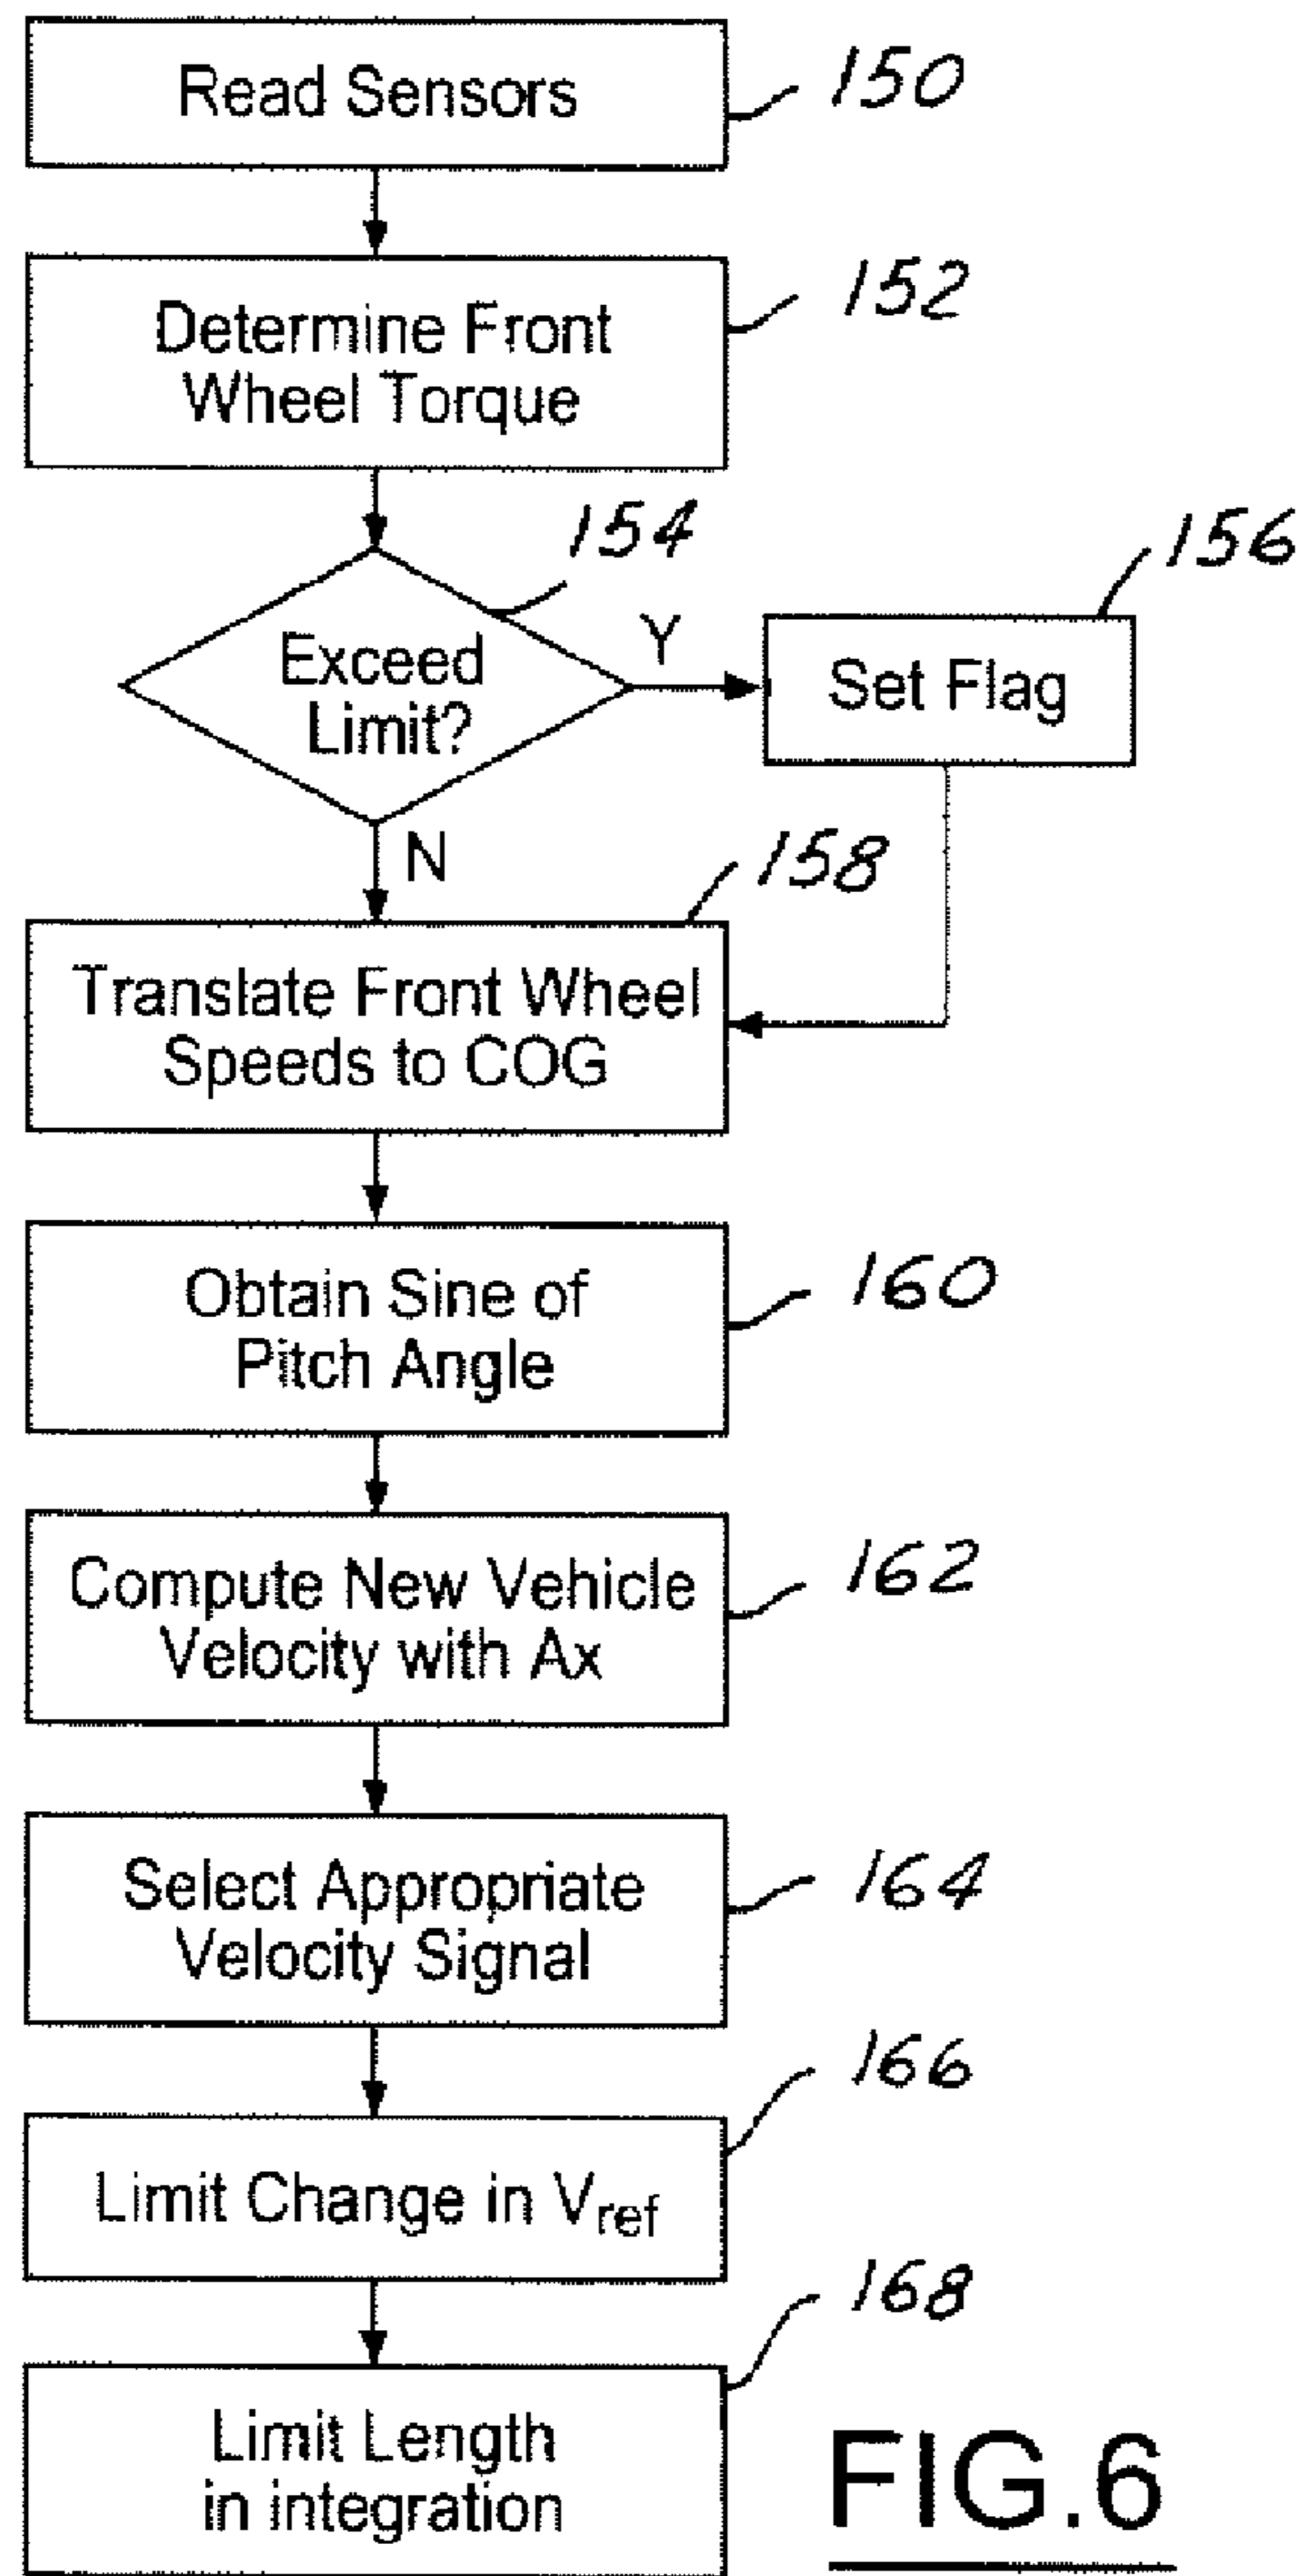 Read Sensors
150
Determine Front
Wheel Torque
152
154
Exceed
Limit?
Y
Set Flag
156
N
158
Translate Front Wheel
Speeds to COG
Obtain Sine of
Pitch Angle
160
Compute New Vehicle
Velocity with Ax
162
Select Appropriate
Velocity Signal
164
166
Limit Change in Vref
168
Limit Length
in integration
FIG.6